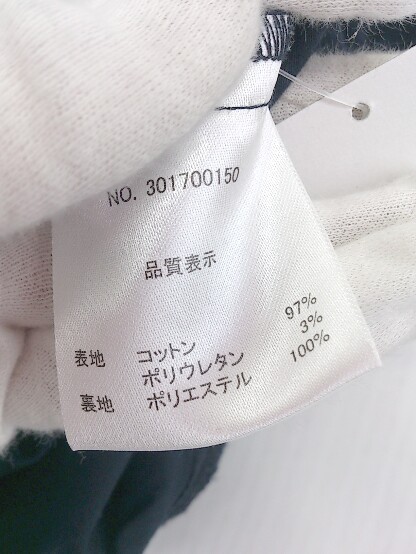 NO. 301700150
品質表示
表地 コットン 97%
ポリウレタン 3%
裏地 ポリエステル 100%